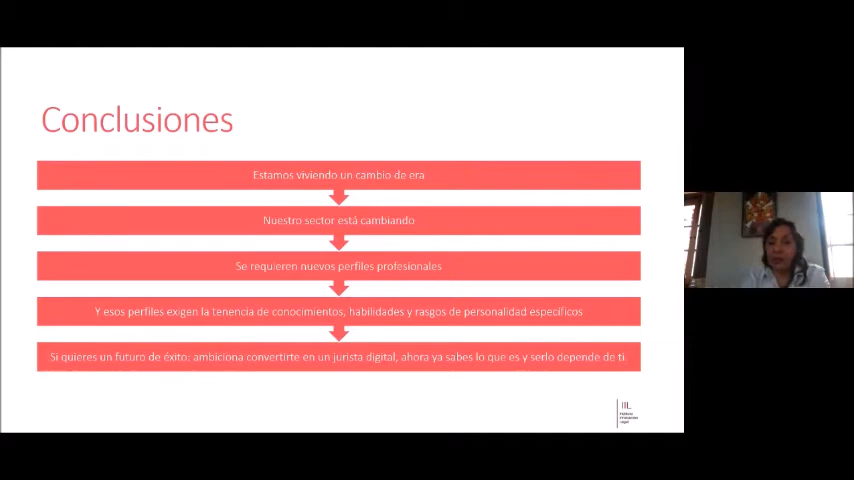 Conclusiones
Estamos viviendo un cambio de era
Nuestro sector está cambiando
Se requieren nuevos perfiles profesionales
Y esos perfiles exigen la tenencia de conocimientos, habilidades y rasgos de personalidad específicos
Si quieres un futuro de éxito: ambiciona convertirte en un jurista digital, ahora ya sabes lo que es y serlo depende de ti.